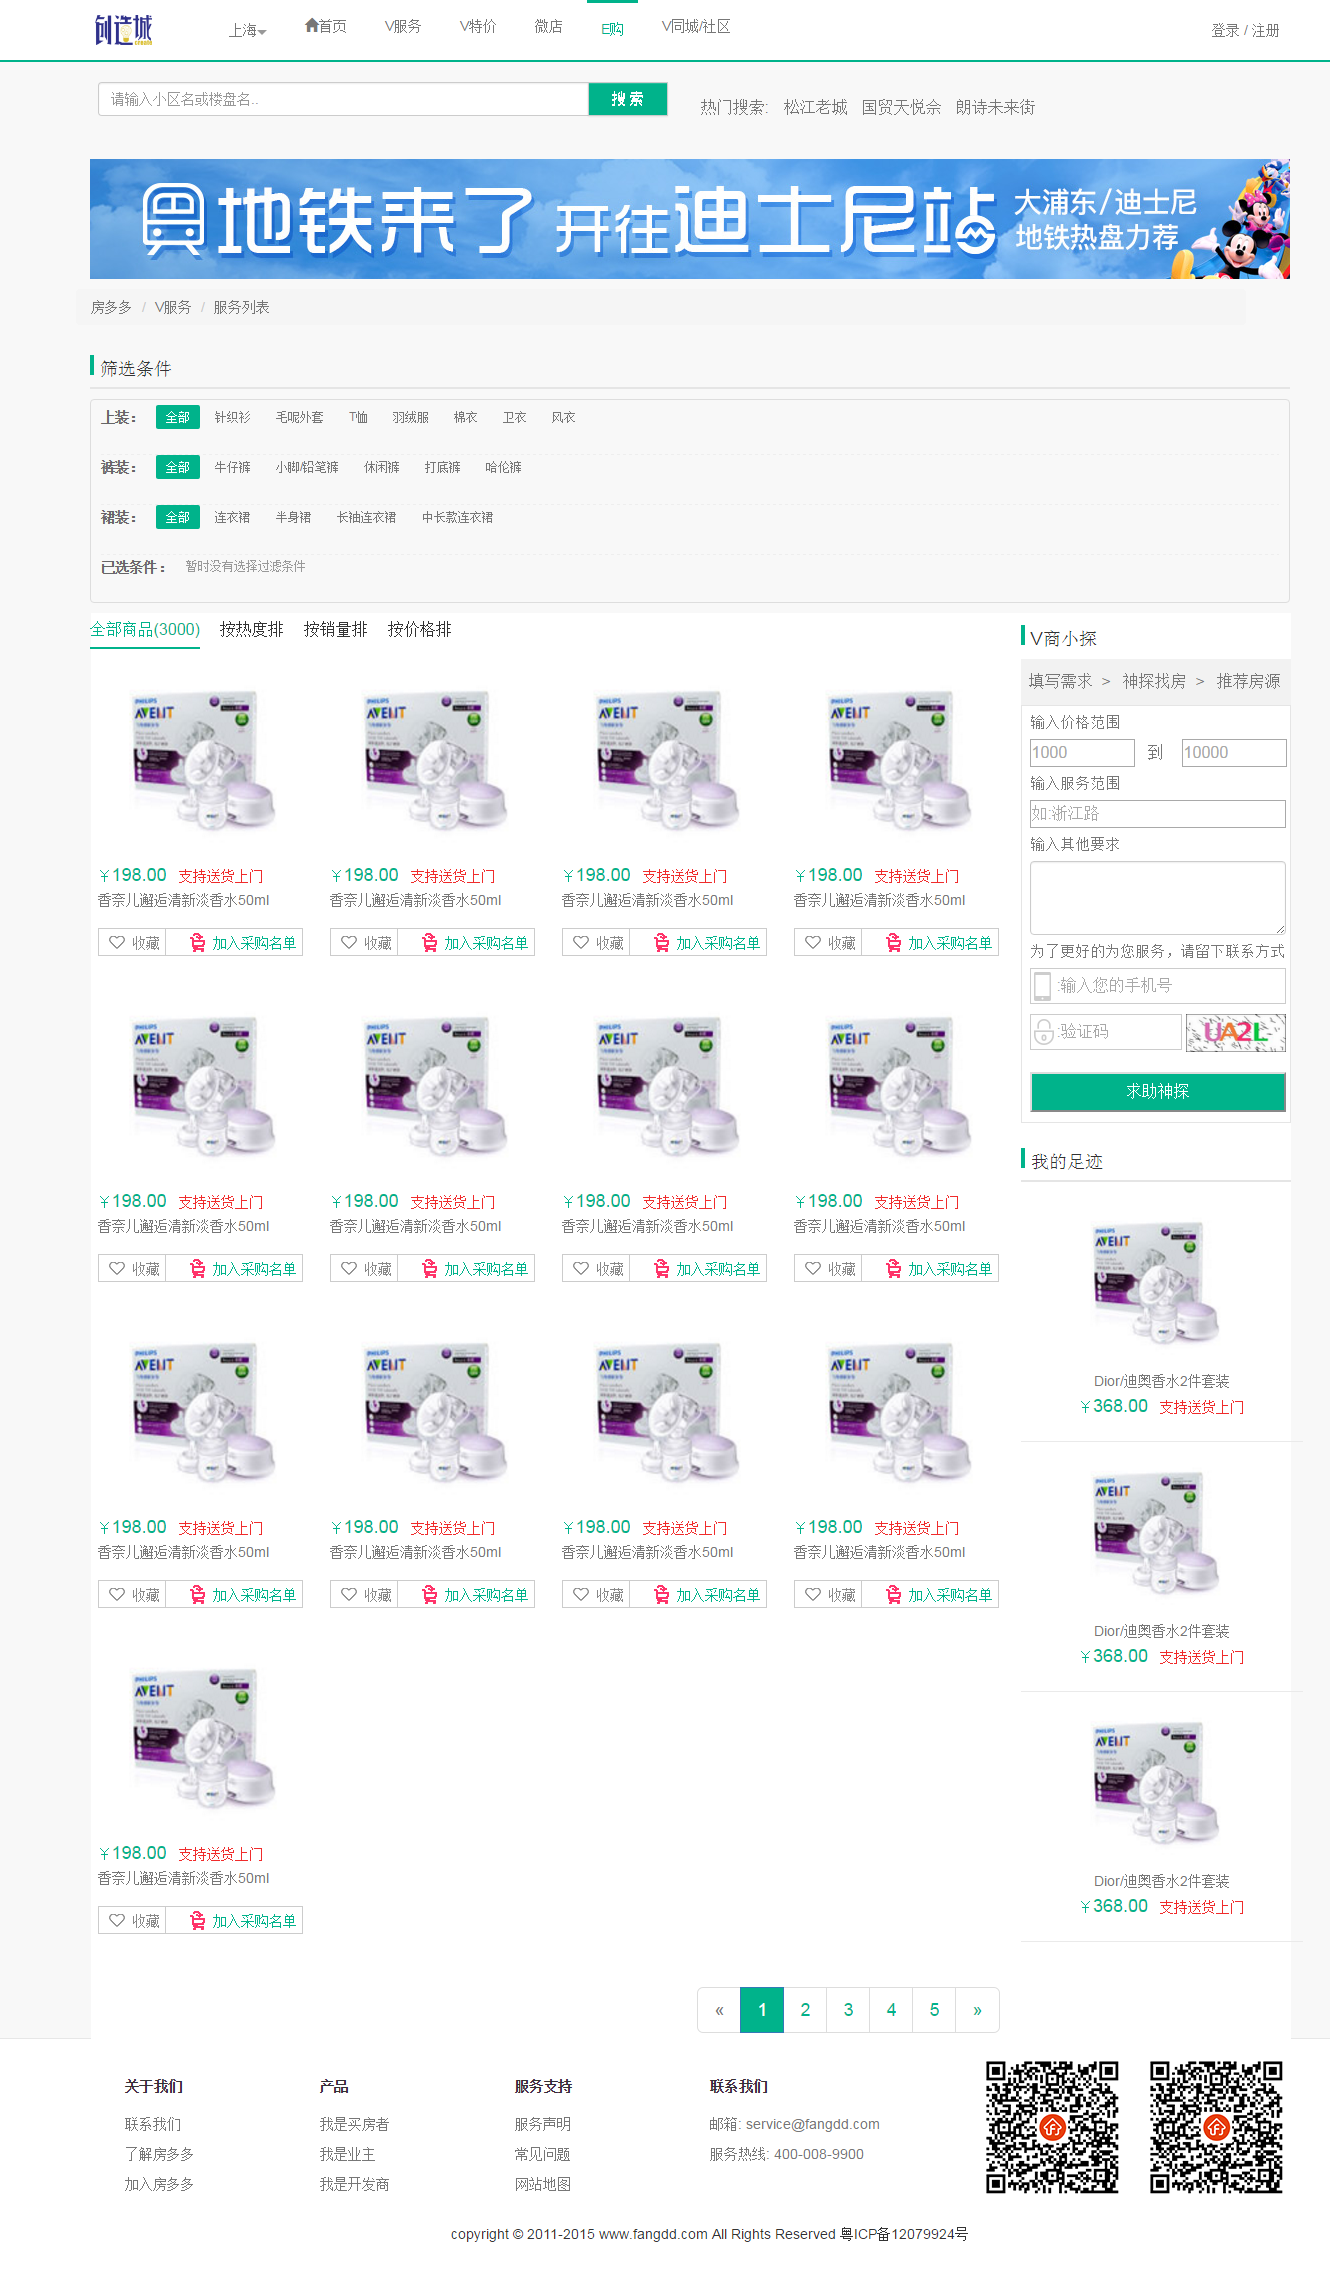 创造城
上海 首页 V服务 V特价 微店 E购 V同城/社区 登录 / 注册
请输入小区名或楼盘名.. 搜 索 热门搜索: 松江老城 国贸天悦佘 朗诗未来街
地铁来了 开往迪士尼站 大浦东/迪士尼
地铁热盘力荐
房多多 / V服务 / 服务列表
筛选条件
上装： 全部 针织衫 毛呢外套 T恤 羽绒服 棉衣 卫衣 风衣
裤装： 全部 牛仔裤 小脚/铅笔裤 休闲裤 打底裤 哈伦裤
裙装： 全部 连衣裙 半身裙 长袖连衣裙 中长款连衣裙
已选条件： 暂时没有选择过滤条件
全部商品(3000) 按热度排 按销量排 按价格排
PHILIPS PHILIPS PHILIPS PHILIPS
AVENT AVENT AVENT AVENT
¥198.00 支持送货上门 ¥198.00 支持送货上门 ¥198.00 支持送货上门 ¥198.00 支持送货上门
香奈儿邂逅清新淡香水50ml 香奈儿邂逅清新淡香水50ml 香奈儿邂逅清新淡香水50ml 香奈儿邂逅清新淡香水50ml
收藏 加入采购名单 收藏 加入采购名单 收藏 加入采购名单 收藏 加入采购名单
PHILIPS PHILIPS PHILIPS PHILIPS
AVENT AVENT AVENT AVENT
¥198.00 支持送货上门 ¥198.00 支持送货上门 ¥198.00 支持送货上门 ¥198.00 支持送货上门
香奈儿邂逅清新淡香水50ml 香奈儿邂逅清新淡香水50ml 香奈儿邂逅清新淡香水50ml 香奈儿邂逅清新淡香水50ml
收藏 加入采购名单 收藏 加入采购名单 收藏 加入采购名单 收藏 加入采购名单
PHILIPS PHILIPS PHILIPS PHILIPS
AVENT AVENT AVENT AVENT
¥198.00 支持送货上门 ¥198.00 支持送货上门 ¥198.00 支持送货上门 ¥198.00 支持送货上门
香奈儿邂逅清新淡香水50ml 香奈儿邂逅清新淡香水50ml 香奈儿邂逅清新淡香水50ml 香奈儿邂逅清新淡香水50ml
收藏 加入采购名单 收藏 加入采购名单 收藏 加入采购名单 收藏 加入采购名单
PHILIPS
AVENT
¥198.00 支持送货上门
香奈儿邂逅清新淡香水50ml
收藏 加入采购名单
« 1 2 3 4 5 »
V商小探
填写需求 > 神探找房 > 推荐房源
输入价格范围
1000 到 10000
输入服务范围
如:浙江路
输入其他要求
为了更好的为您服务，请留下联系方式
:输入您的手机号
:验证码 UA2L
求助神探
我的足迹
PHILIPS
AVENT
Dior/迪奥香水2件套装
¥368.00 支持送货上门
PHILIPS
AVENT
Dior/迪奥香水2件套装
¥368.00 支持送货上门
PHILIPS
AVENT
Dior/迪奥香水2件套装
¥368.00 支持送货上门
关于我们 产品 服务支持 联系我们
联系我们 我是买房者 服务声明 邮箱: service@fangdd.com
了解房多多 我是业主 常见问题 服务热线: 400-008-9900
加入房多多 我是开发商 网站地图
copyright © 2011-2015 www.fangdd.com All Rights Reserved 粤ICP备12079924号